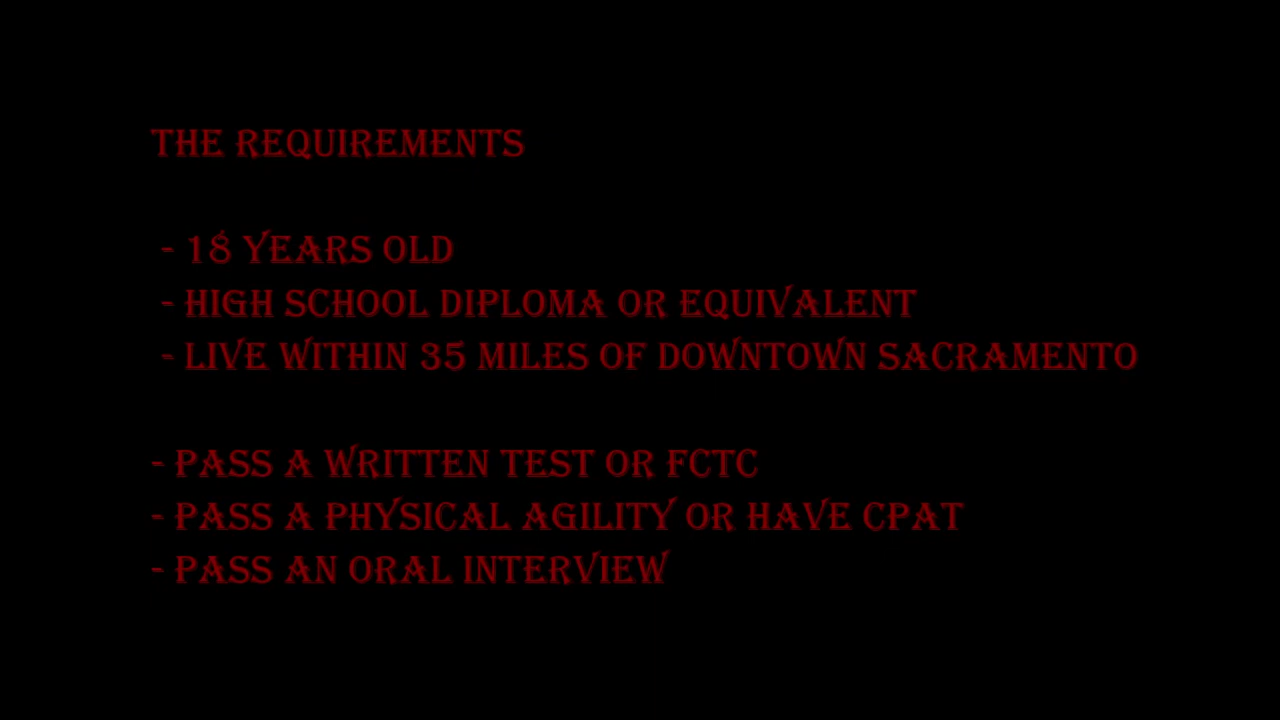 THE REQUIREMENTS
- 18 YEARS OLD
- HIGH SCHOOL DIPLOMA OR EQUIVALENT
- LIVE WITHIN 35 MILES OF DOWNTOWN SACRAMENTO
- PASS A WRITTEN TEST OR FCTC
- PASS A PHYSICAL AGILITY OR HAVE CPAT
- PASS AN ORAL INTERVIEW